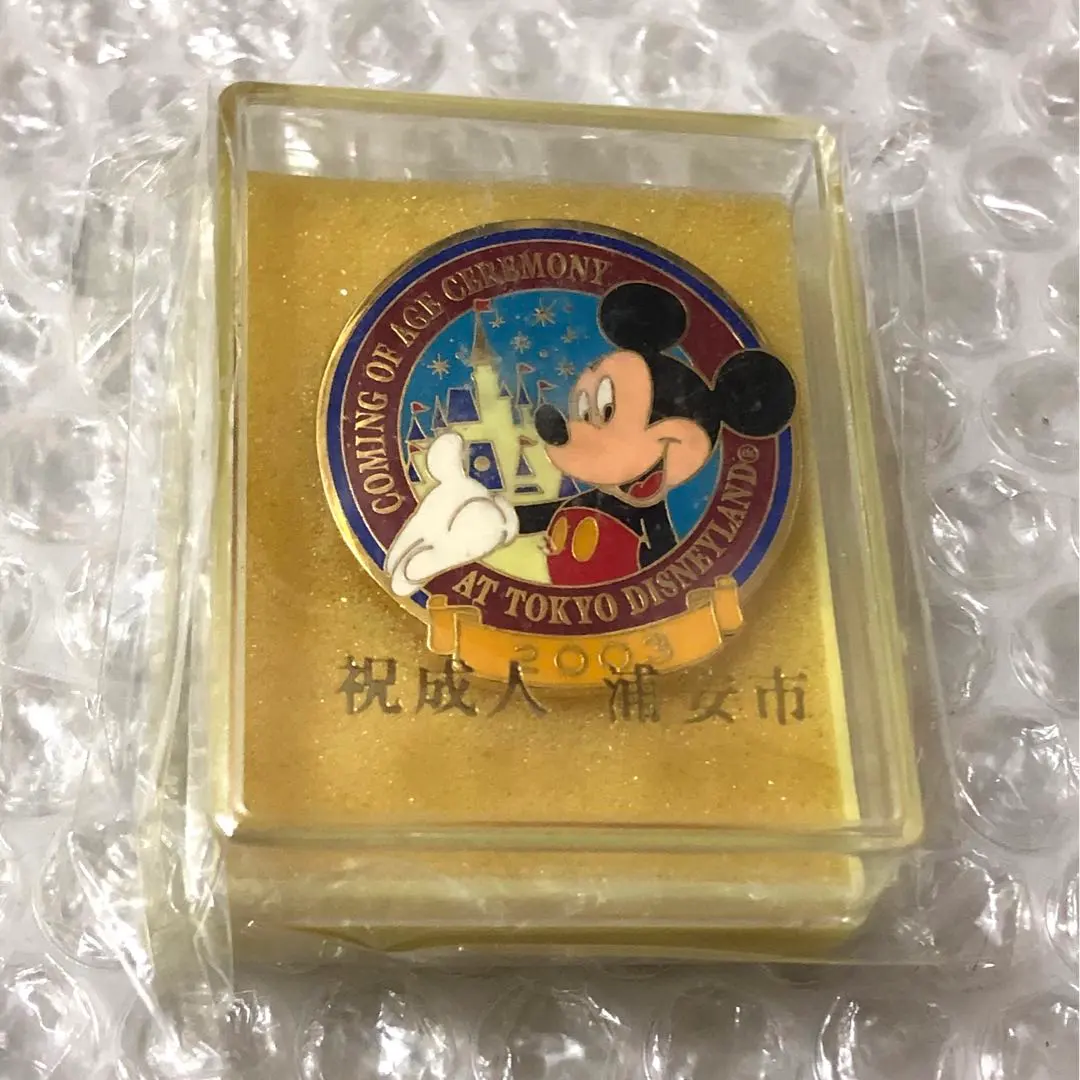 COMING OF AGE CEREMONY
AT TOKYO DISNEYLAND®
2003
祝成人 浦安市